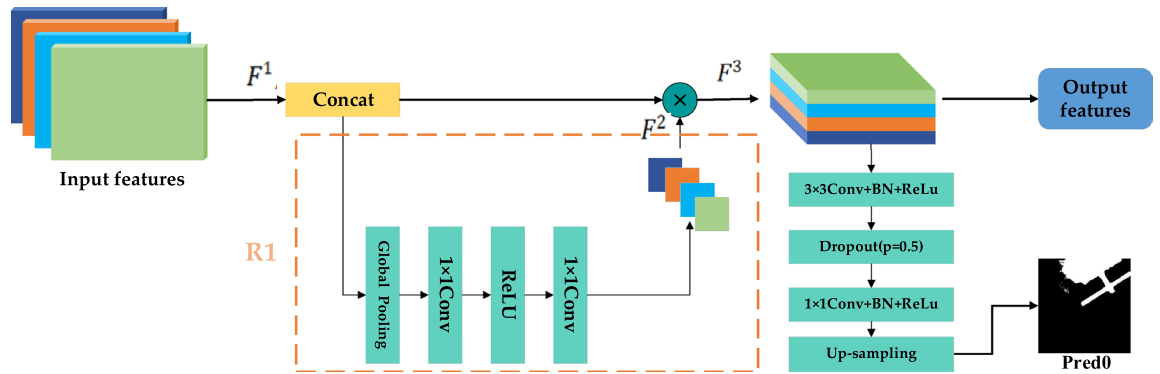 Input features
F¹
Concat
×
F³
Output
features
F²
R1
Global Pooling
1×1Conv
ReLU
1×1Conv
3×3Conv+BN+ReLu
Dropout(p=0.5)
1×1Conv+BN+ReLu
Up-sampling
Pred0